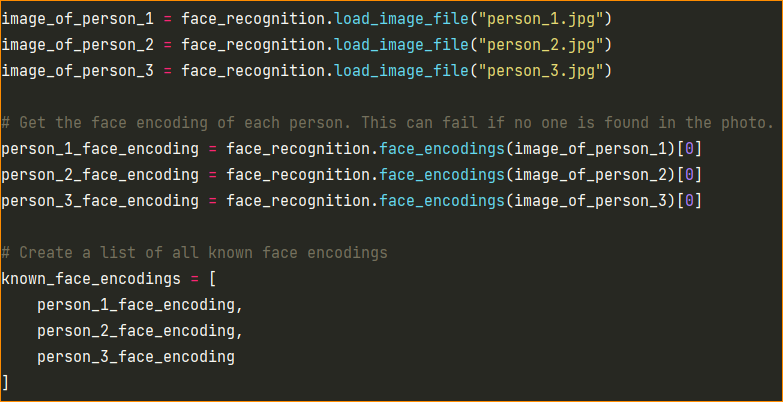 image_of_person_1 = face_recognition.load_image_file("person_1.jpg")
image_of_person_2 = face_recognition.load_image_file("person_2.jpg")
image_of_person_3 = face_recognition.load_image_file("person_3.jpg")

# Get the face encoding of each person. This can fail if no one is found in the photo.
person_1_face_encoding = face_recognition.face_encodings(image_of_person_1)[0]
person_2_face_encoding = face_recognition.face_encodings(image_of_person_2)[0]
person_3_face_encoding = face_recognition.face_encodings(image_of_person_3)[0]

# Create a list of all known face encodings
known_face_encodings = [
    person_1_face_encoding,
    person_2_face_encoding,
    person_3_face_encoding
]